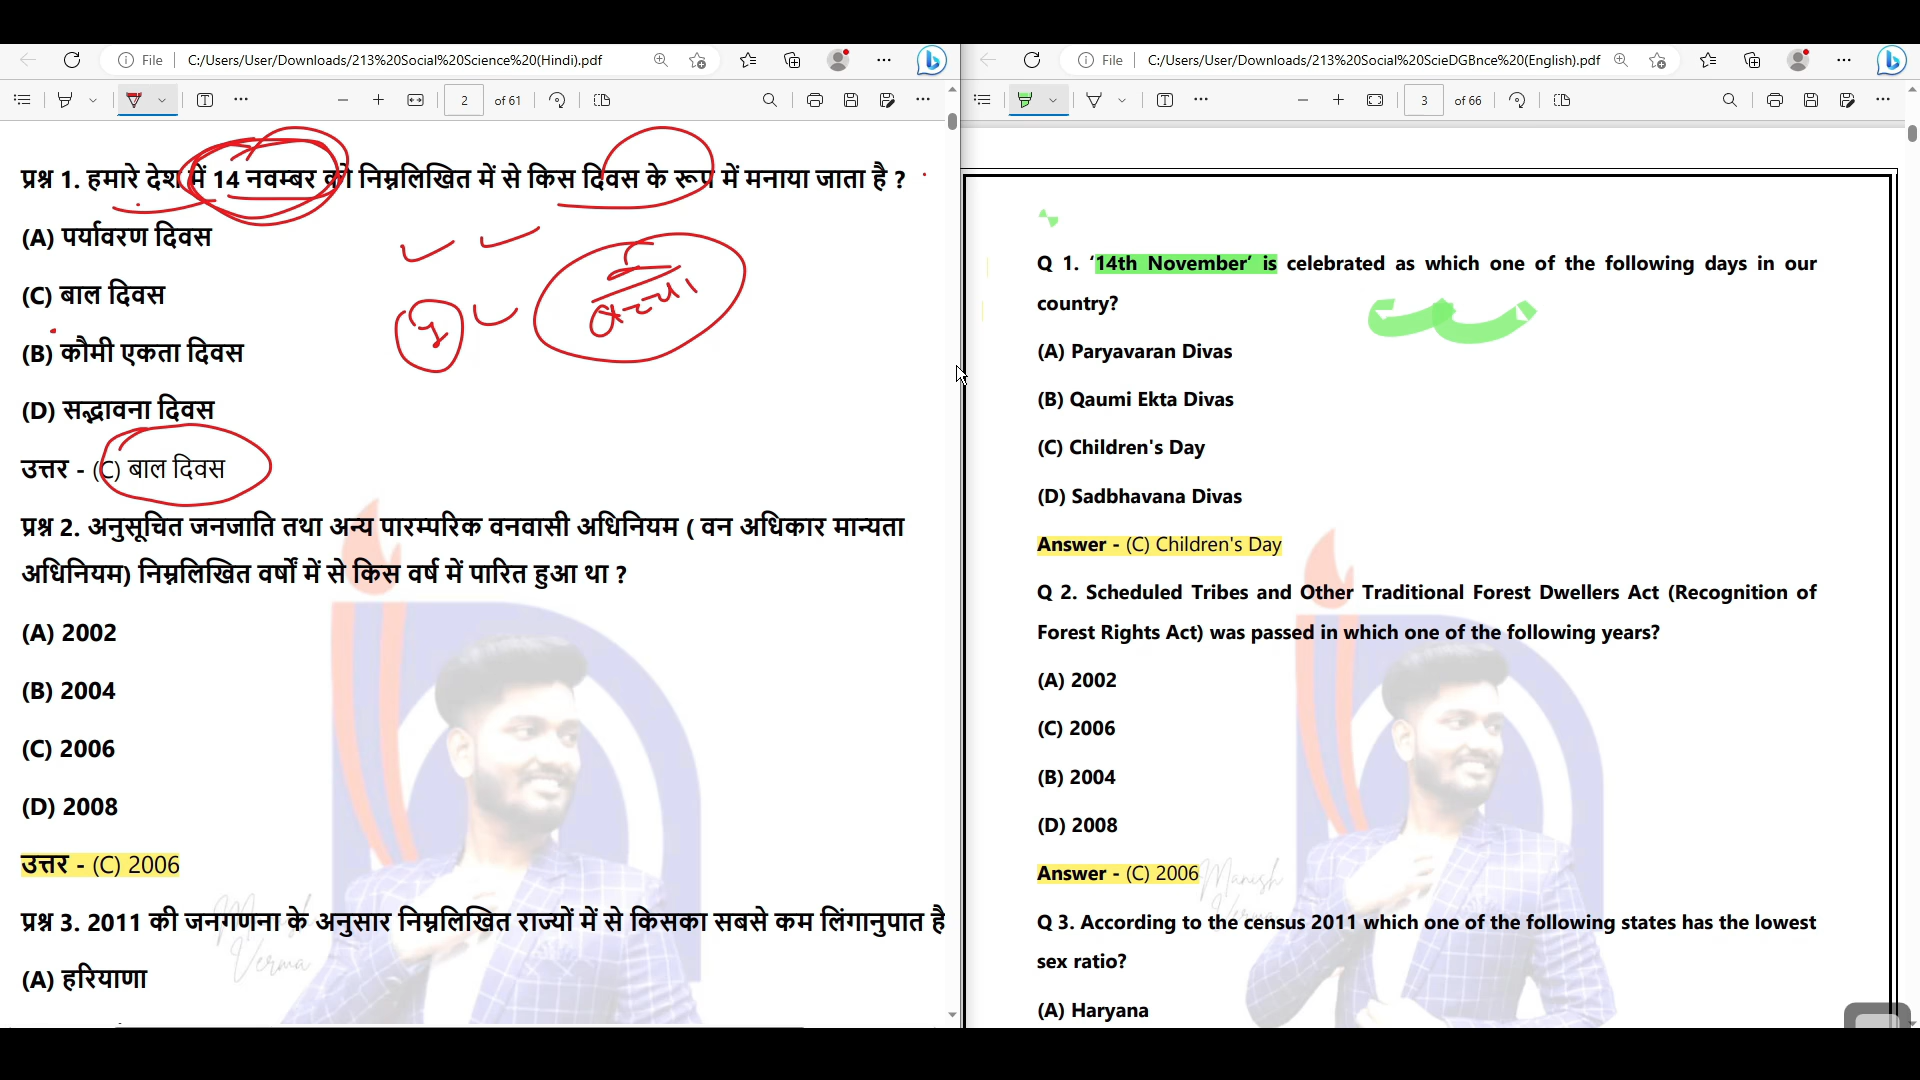 File C:/Users/User/Downloads/213%20Social%20Science%20(Hindi).pdf
2 of 61
प्रश्न 1. हमारे देश में 14 नवम्बर को निम्नलिखित में से किस दिवस के रूप में मनाया जाता है ?
(A) पर्यावरण दिवस
(C) बाल दिवस
(B) कौमी एकता दिवस
(D) सद्भावना दिवस
उत्तर - (C) बाल दिवस
प्रश्न 2. अनुसूचित जनजाति तथा अन्य पारम्परिक वनवासी अधिनियम ( वन अधिकार मान्यता
अधिनियम) निम्नलिखित वर्षों में से किस वर्ष में पारित हुआ था ?
(A) 2002
(B) 2004
(C) 2006
(D) 2008
उत्तर - (C) 2006
प्रश्न 3. 2011 की जनगणना के अनुसार निम्नलिखित राज्यों में से किसका सबसे कम लिंगानुपात है
(A) हरियाणा
Manish
Verma
File C:/Users/User/Downloads/213%20Social%20ScieDGBnce%20(English).pdf
3 of 66
Q 1. ‘14th November’ is celebrated as which one of the following days in our
country?
(A) Paryavaran Divas
(B) Qaumi Ekta Divas
(C) Children's Day
(D) Sadbhavana Divas
Answer - (C) Children's Day
Q 2. Scheduled Tribes and Other Traditional Forest Dwellers Act (Recognition of
Forest Rights Act) was passed in which one of the following years?
(A) 2002
(C) 2006
(B) 2004
(D) 2008
Answer - (C) 2006
Manish
Verma
Q 3. According to the census 2011 which one of the following states has the lowest
sex ratio?
(A) Haryana